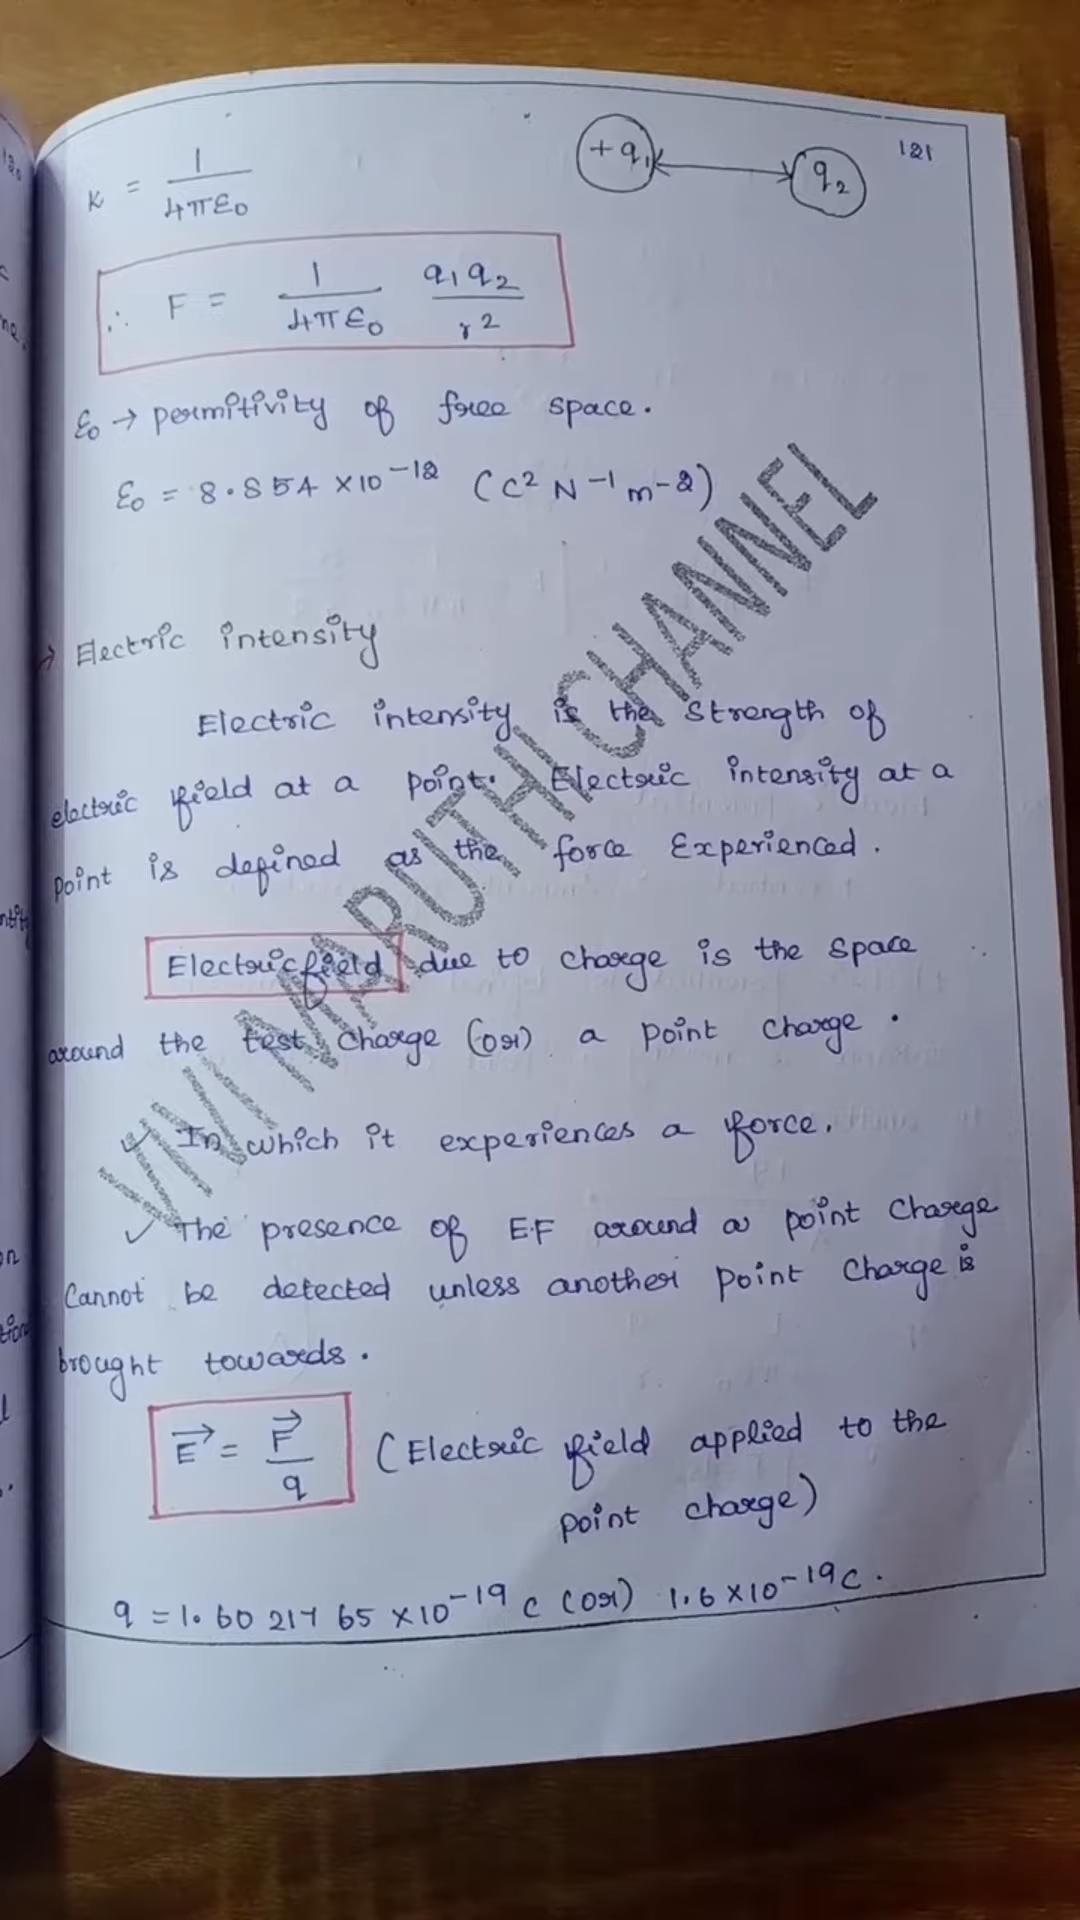 121
K = 1/4πε0
+q1 q2
∴ F = 1/4πε0 q1q2/r2
ε0 → permitivity of free space.
ε0 = 8.854 ×10-12 (C2 N-1 m-2)
→ Electric intensity
Electric intensity is the strength of
electric field at a point. Electric intensity at a
point is defined as the force Experienced.
Electric field due to charge is the space
around the test charge (or) a point charge.
✓ In which it experiences a force.
✓ The presence of E.F around a point charge
Cannot be detected unless another point charge is
brought towards.
E→ = F→/q (Electric field applied to the
point charge)
q = 1.60 217 65 ×10-19 C (or) 1.6×10-19C.
VIVI MARUTHI CHANNEL